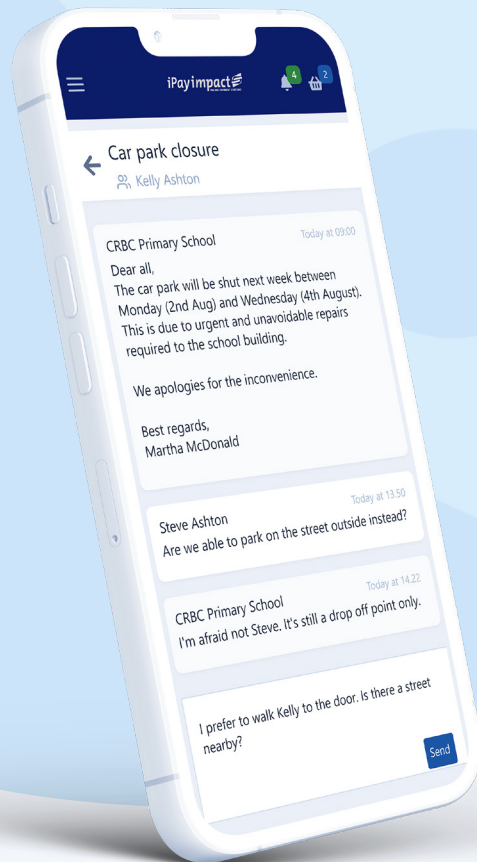 iPayimpact
4
2
Car park closure
Kelly Ashton
CRBC Primary School
Today at 09:00
Dear all,
The car park will be shut next week between
Monday (2nd Aug) and Wednesday (4th August).
This is due to urgent and unavoidable repairs
required to the school building.
We apologies for the inconvenience.
Best regards,
Martha McDonald
Steve Ashton
Today at 13.50
Are we able to park on the street outside instead?
CRBC Primary School
Today at 14.22
I'm afraid not Steve. It's still a drop off point only.
I prefer to walk Kelly to the door. Is there a street
nearby?
Send